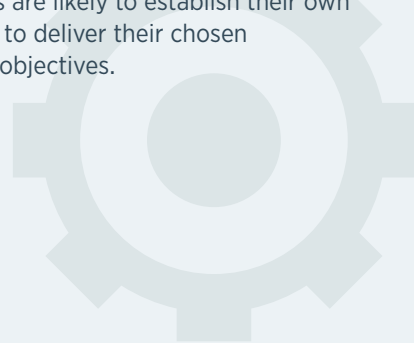 s are likely to establish their own
to deliver their chosen
objectives.